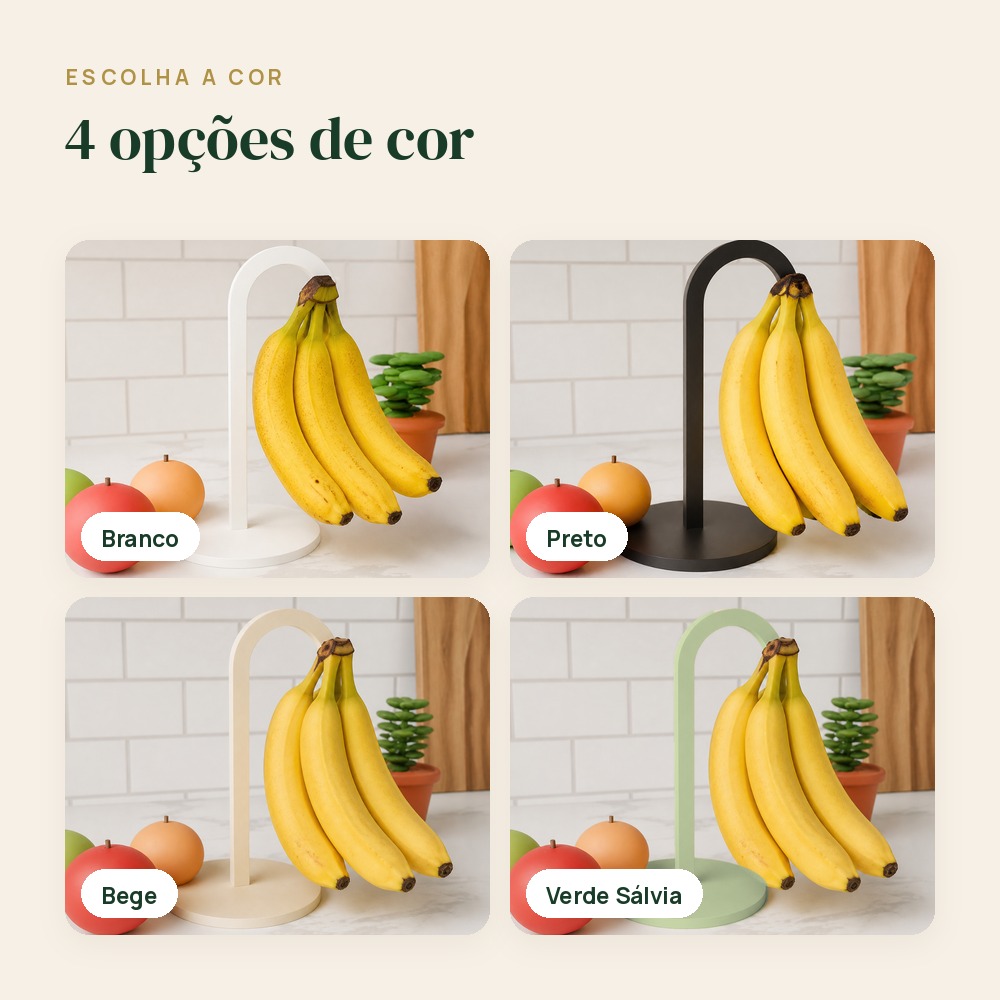 ESCOLHA A COR
4 opções de cor
Branco
Preto
Bege
Verde Sálvia